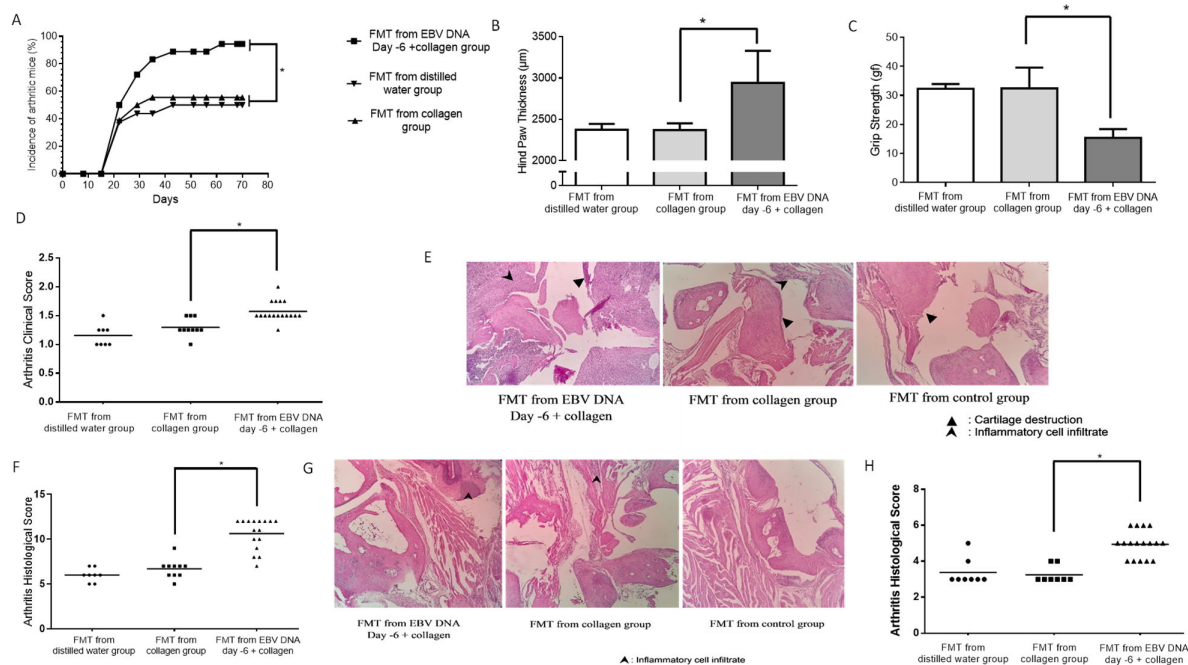 A
Incidence of arthritic mice (%)
100
80
60
40
20
0
0
10
20
30
40
50
60
70
80
Days
*
FMT from EBV DNA
Day -6 +collagen group
FMT from distilled
water group
FMT from collagen
group
B
*
Hind Paw Thickness (µm)
3500
3000
2500
2000
500
0
FMT from
distilled water group
FMT from
collagen group
FMT from EBV DNA
day -6 + collagen
C
*
Grip Strength (gf)
60
50
40
30
20
10
0
FMT from
distilled water group
FMT from
collagen group
FMT from EBV DNA
day -6 + collagen
D
*
Arthritis Clinical Score
2.5
2.0
1.5
1.0
0.5
0.0
FMT from
distilled water group
FMT from
collagen group
FMT from EBV DNA
day -6 + collagen
E
FMT from EBV DNA
Day -6 + collagen
FMT from collagen group
FMT from control group
: Cartilage destruction
: Inflammatory cell infiltrate
F
*
Arthritis Histological Score
15
10
5
0
FMT from
distilled water group
FMT from
collagen group
FMT from EBV DNA
day -6 + collagen
G
FMT from EBV DNA
Day -6 + collagen
FMT from collagen group
FMT from control group
: Inflammatory cell infiltrate
H
*
Arthritis Histological Score
8
6
4
2
0
FMT from
distilled water group
FMT from
collagen group
FMT from EBV DNA
day -6 + collagen